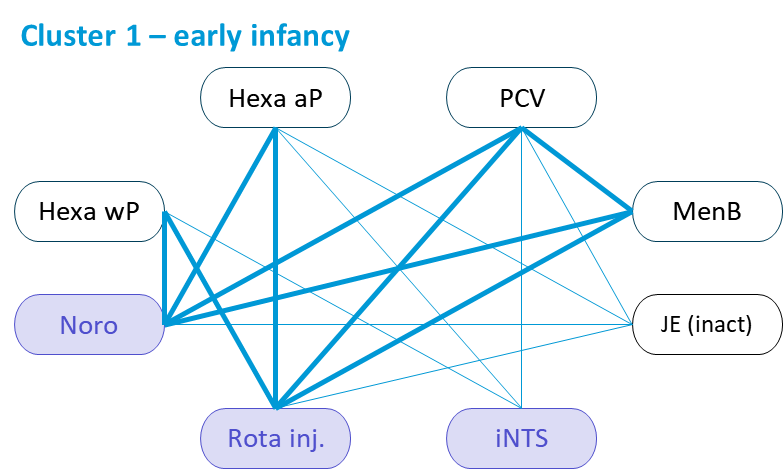 Cluster 1 – early infancy
Hexa aP
PCV
Hexa wP
MenB
Noro
JE (inact)
Rota inj.
iNTS